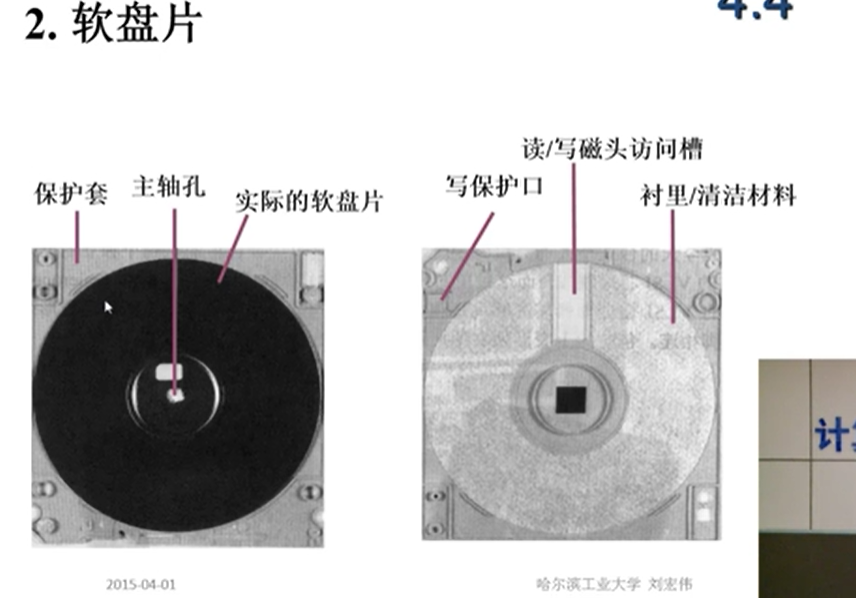 2. 软盘片
4.4
读/写磁头访问槽
保护套
主轴孔
实际的软盘片
写保护口
衬里/清洁材料
2015-04-01
哈尔滨工业大学 刘宏伟